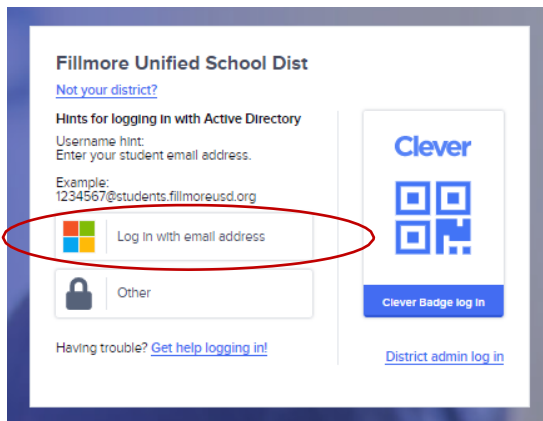 Fillmore Unified School Dist
Not your district?
Hints for logging in with Active Directory
Username hint:
Enter your student email address.
Example:
1234567@students.fillmoreusd.org
Log in with email address
Other
Having trouble? Get help logging in!
Clever
Clever Badge log in
District admin log in